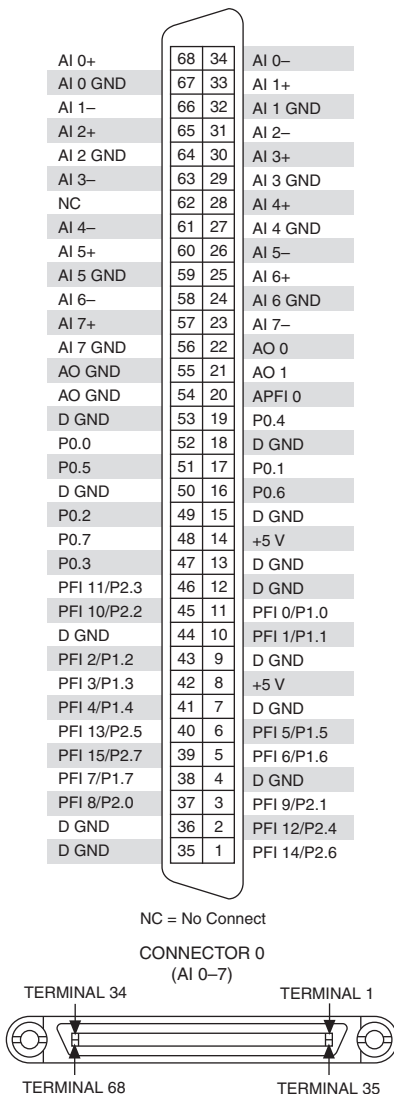 AI 0+ 68 34 AI 0–
AI 0 GND 67 33 AI 1+
AI 1– 66 32 AI 1 GND
AI 2+ 65 31 AI 2–
AI 2 GND 64 30 AI 3+
AI 3– 63 29 AI 3 GND
NC 62 28 AI 4+
AI 4– 61 27 AI 4 GND
AI 5+ 60 26 AI 5–
AI 5 GND 59 25 AI 6+
AI 6– 58 24 AI 6 GND
AI 7+ 57 23 AI 7–
AI 7 GND 56 22 AO 0
AO GND 55 21 AO 1
AO GND 54 20 APFI 0
D GND 53 19 P0.4
P0.0 52 18 D GND
P0.5 51 17 P0.1
D GND 50 16 P0.6
P0.2 49 15 D GND
P0.7 48 14 +5 V
P0.3 47 13 D GND
PFI 11/P2.3 46 12 D GND
PFI 10/P2.2 45 11 PFI 0/P1.0
D GND 44 10 PFI 1/P1.1
PFI 2/P1.2 43 9 D GND
PFI 3/P1.3 42 8 +5 V
PFI 4/P1.4 41 7 D GND
PFI 13/P2.5 40 6 PFI 5/P1.5
PFI 15/P2.7 39 5 PFI 6/P1.6
PFI 7/P1.7 38 4 D GND
PFI 8/P2.0 37 3 PFI 9/P2.1
D GND 36 2 PFI 12/P2.4
D GND 35 1 PFI 14/P2.6
NC = No Connect
CONNECTOR 0
(AI 0–7)
TERMINAL 34 TERMINAL 1
TERMINAL 68 TERMINAL 35